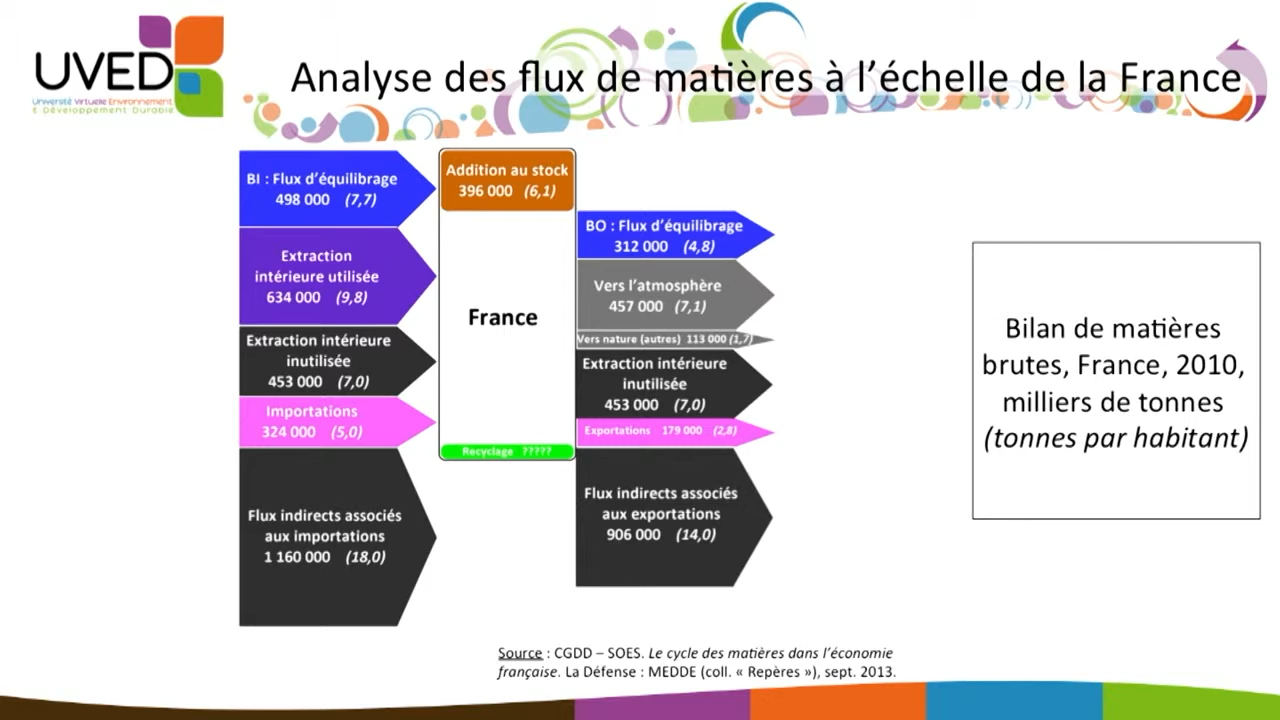 UVED
Université Virtuelle Environnement
& Développement Durable
Analyse des flux de matières à l’échelle de la France
BI : Flux d’équilibrage
498 000 (7,7)
Extraction
intérieure utilisée
634 000 (9,8)
Extraction intérieure
inutilisée
453 000 (7,0)
Importations
324 000 (5,0)
Flux indirects associés
aux importations
1 160 000 (18,0)
Addition au stock
396 000 (6,1)
France
Recyclage ?????
BO : Flux d’équilibrage
312 000 (4,8)
Vers l’atmosphère
457 000 (7,1)
Vers nature (autres) 113 000 (1,7)
Extraction intérieure
inutilisée
453 000 (7,0)
Exportations 179 000 (2,8)
Flux indirects associés
aux exportations
906 000 (14,0)
Bilan de matières
brutes, France, 2010,
milliers de tonnes
(tonnes par habitant)
Source : CGDD – SOES. Le cycle des matières dans l’économie
française. La Défense : MEDDE (coll. « Repères »), sept. 2013.